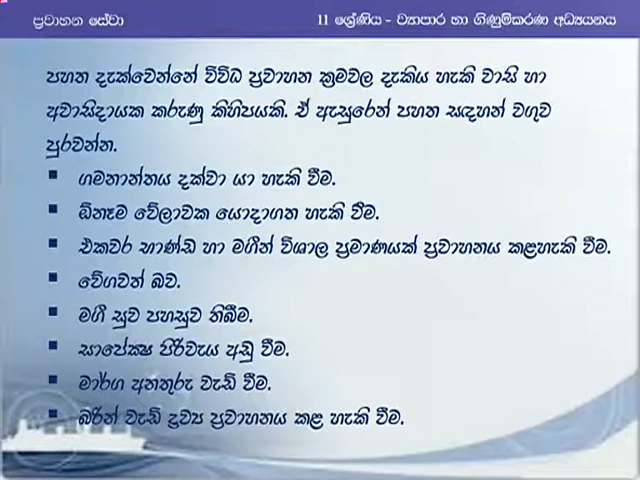 ප්‍රවාහන සේවා
11 ශ්‍රේණිය - ව්‍යාපාර හා ගිණුම්කරණ අධ්‍යයනය
පහත දැක්වෙන්නේ විවිධ ප්‍රවාහන ක්‍රමවල දැකිය හැකි වාසි හා
අවාසිදායක කරුණු කිහිපයකි. ඒ ඇසුරෙන් පහත සඳහන් වගුව
පුරවන්න.
▪ ගමනාන්තය දක්වා යා හැකි වීම.
▪ ඕනෑම වේලාවක යොදාගත හැකි වීම.
▪ එකවර භාණ්ඩ හා මගීන් විශාල ප්‍රමාණයක් ප්‍රවාහනය කළහැකි වීම.
▪ වේගවත් බව.
▪ මගී සුව පහසුව තිබීම.
▪ සාපේක්ෂ පිරිවැය අඩු වීම.
▪ මාර්ග අනතුරු වැඩි වීම.
▪ බරින් වැඩි ද්‍රව්‍ය ප්‍රවාහනය කළ හැකි වීම.